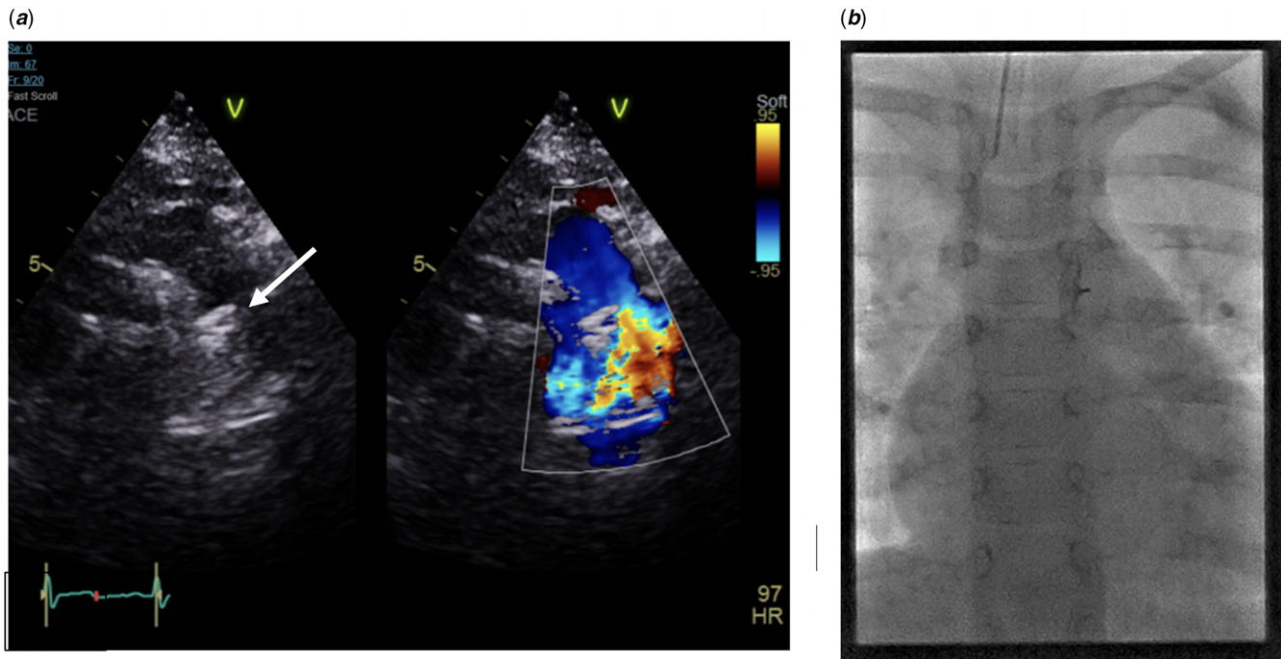 (a)
(b)
Se: 0
Im: 67
Fr: 9/20
Fast Scroll
ACE
V
V
Soft
.95
5
5
-.95
97
HR